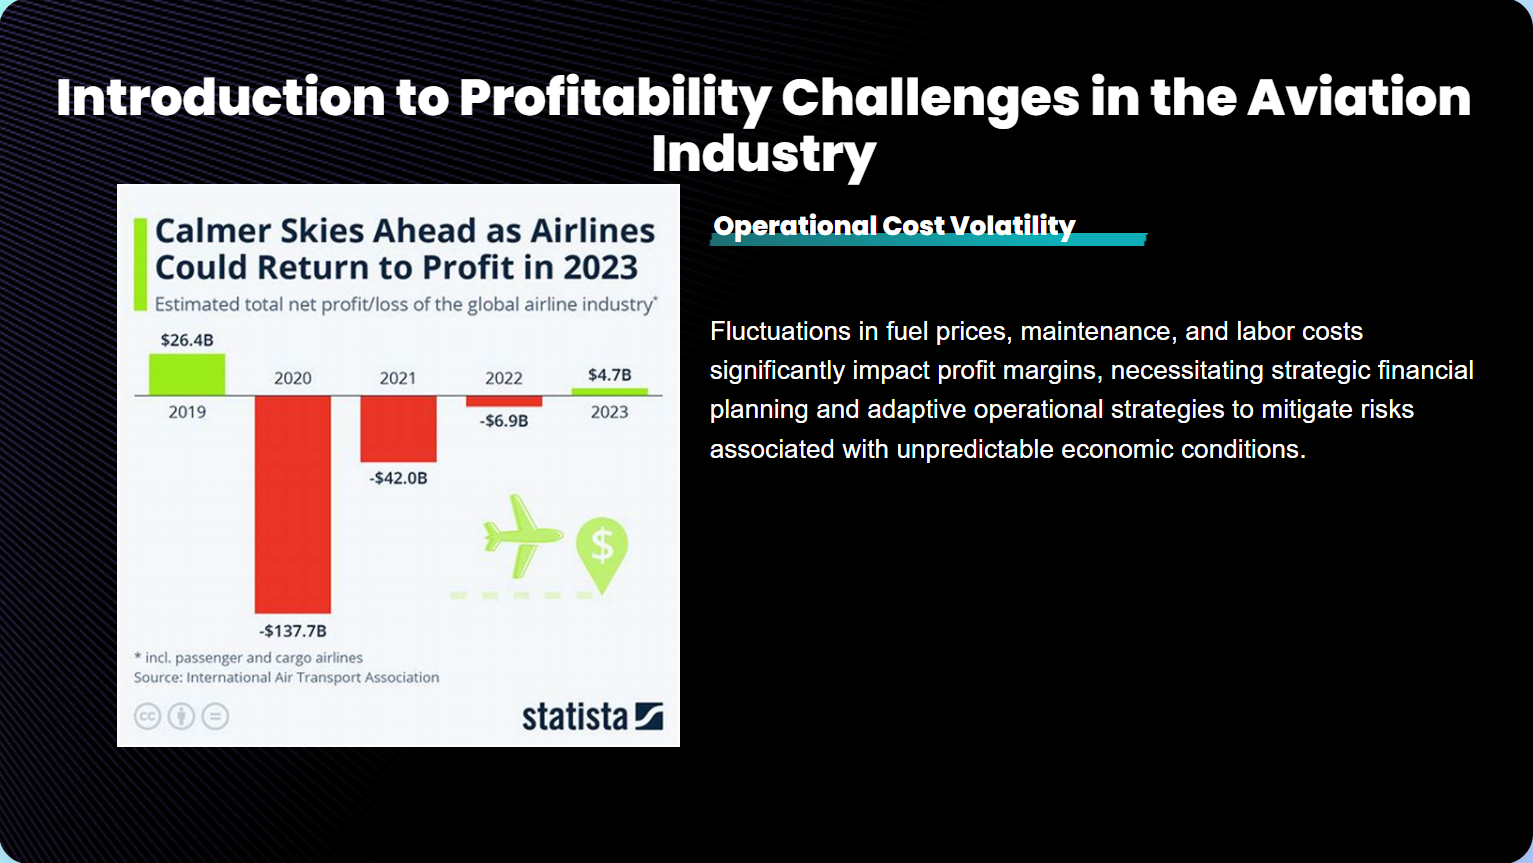 Introduction to Profitability Challenges in the Aviation
Industry
Calmer Skies Ahead as Airlines
Could Return to Profit in 2023
Estimated total net profit/loss of the global airline industry*
$26.4B
2019
2020
-$137.7B
2021
-$42.0B
2022
-$6.9B
$4.7B
2023
$
* incl. passenger and cargo airlines
Source: International Air Transport Association
cc
statista
Operational Cost Volatility
Fluctuations in fuel prices, maintenance, and labor costs
significantly impact profit margins, necessitating strategic financial
planning and adaptive operational strategies to mitigate risks
associated with unpredictable economic conditions.